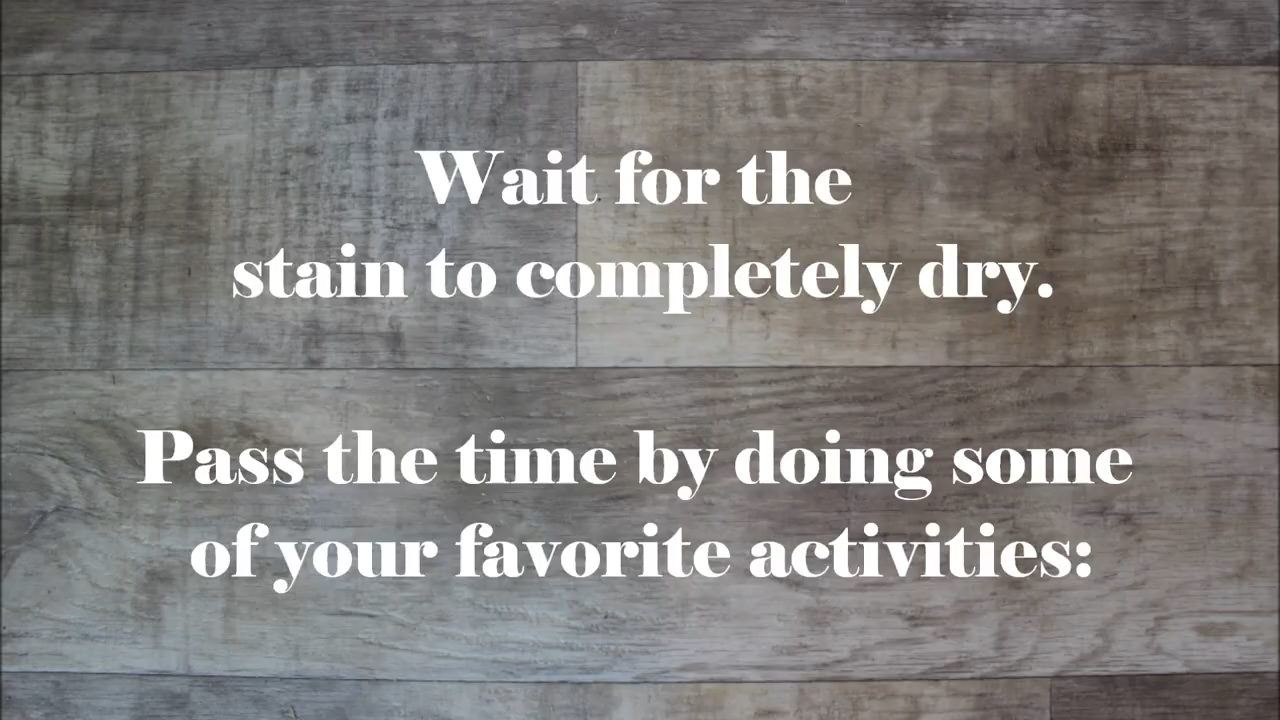 Wait for the
stain to completely dry.
Pass the time by doing some
of your favorite activities: